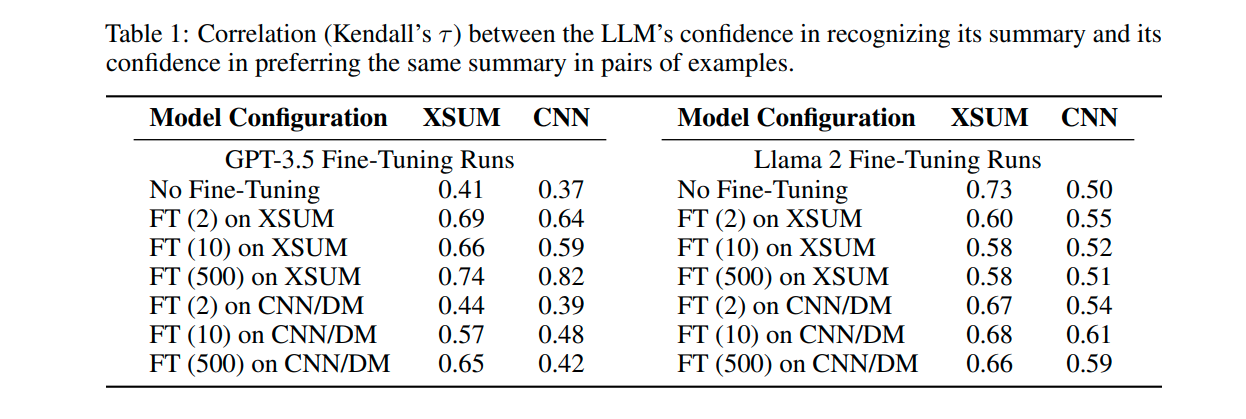 Table 1: Correlation (Kendall's τ) between the LLM's confidence in recognizing its summary and its
confidence in preferring the same summary in pairs of examples.
Model Configuration XSUM CNN Model Configuration XSUM CNN
GPT-3.5 Fine-Tuning Runs Llama 2 Fine-Tuning Runs
No Fine-Tuning 0.41 0.37 No Fine-Tuning 0.73 0.50
FT (2) on XSUM 0.69 0.64 FT (2) on XSUM 0.60 0.55
FT (10) on XSUM 0.66 0.59 FT (10) on XSUM 0.58 0.52
FT (500) on XSUM 0.74 0.82 FT (500) on XSUM 0.58 0.51
FT (2) on CNN/DM 0.44 0.39 FT (2) on CNN/DM 0.67 0.54
FT (10) on CNN/DM 0.57 0.48 FT (10) on CNN/DM 0.68 0.61
FT (500) on CNN/DM 0.65 0.42 FT (500) on CNN/DM 0.66 0.59